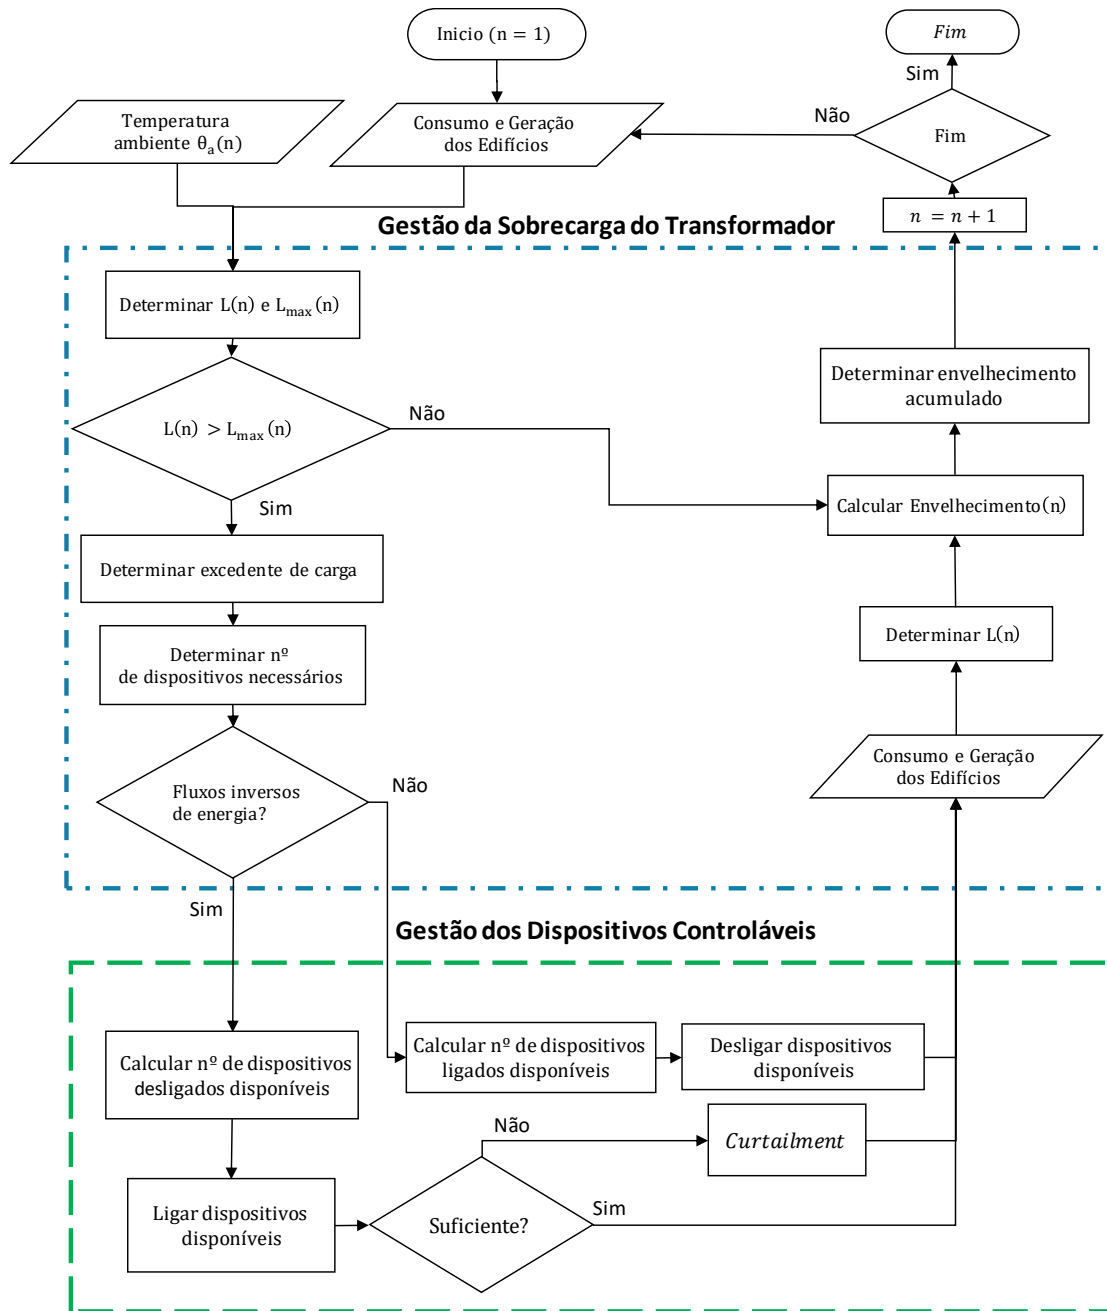 Inicio (n = 1)
Fim
Sim
Temperatura
ambiente θa(n)
Consumo e Geração
dos Edifícios
Não
Fim
n = n + 1
Gestão da Sobrecarga do Transformador
Determinar L(n) e Lmax(n)
L(n) > Lmax(n)
Não
Sim
Determinar envelhecimento
acumulado
Calcular Envelhecimento(n)
Determinar excedente de carga
Determinar nº
de dispositivos necessários
Determinar L(n)
Fluxos inversos
de energia?
Não
Sim
Consumo e Geração
dos Edifícios
Gestão dos Dispositivos Controláveis
Calcular nº de dispositivos
desligados disponíveis
Calcular nº de dispositivos
ligados disponíveis
Desligar dispositivos
disponíveis
Não
Curtailment
Ligar dispositivos
disponíveis
Suficiente?
Sim